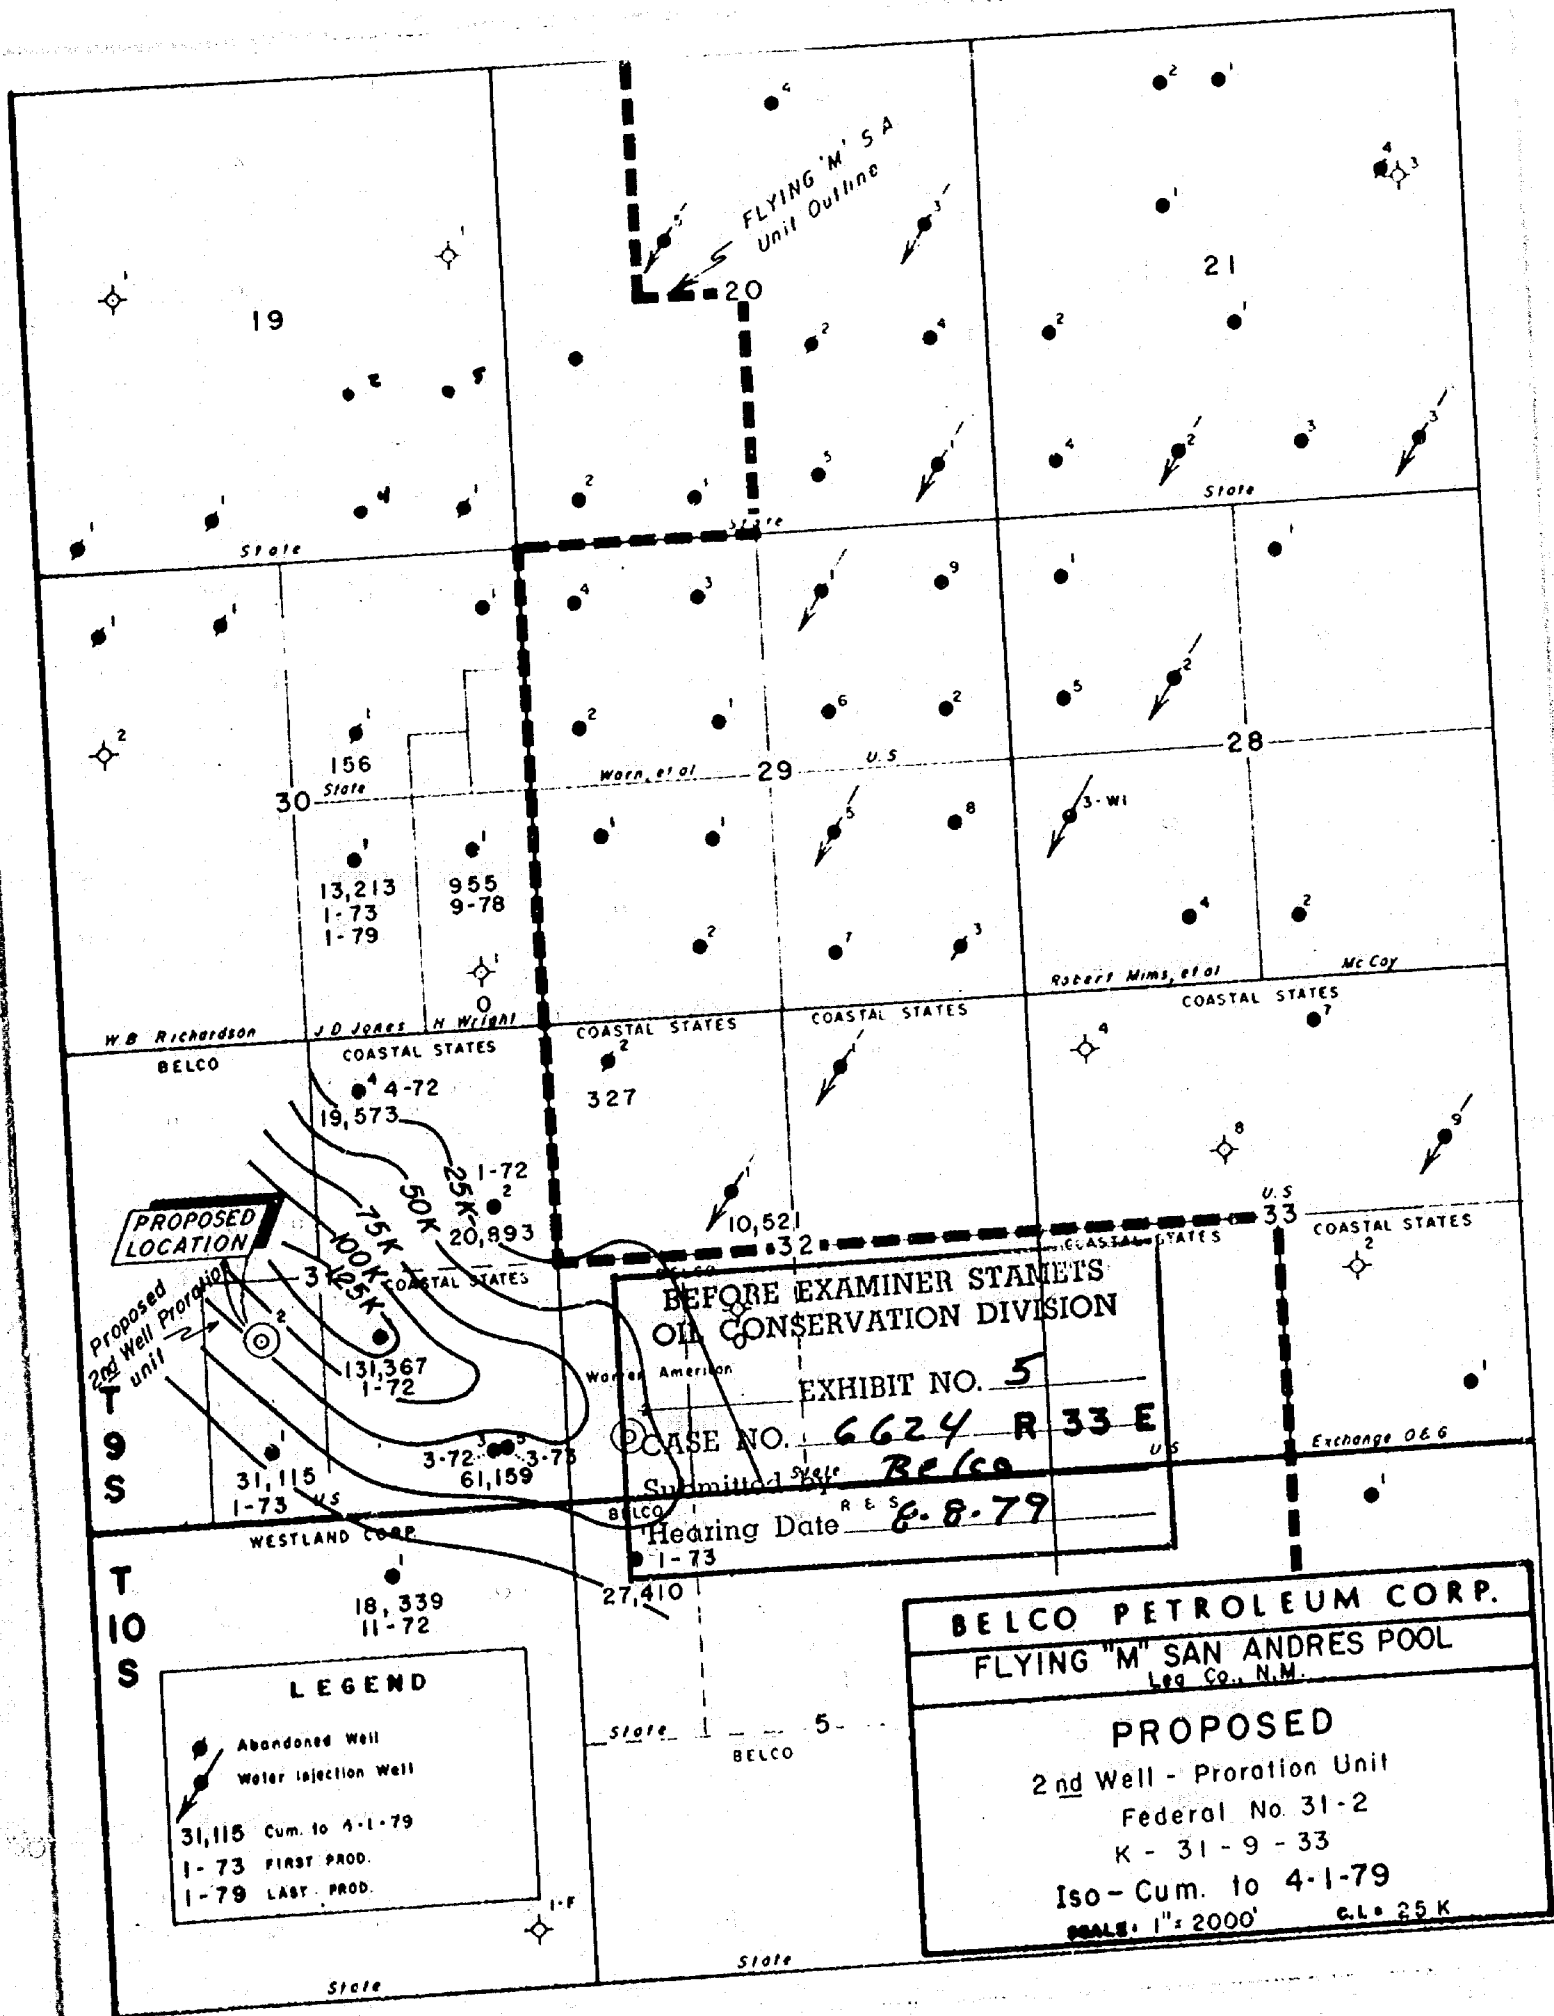 FLYING 'M' S A
Unit Outline
19
20
21
State
State
State
156
State
30
Warn, et al
29
U.S
28
3-WI
13,213
1-73
1-79
955
9-78
0
W.B Richardson
J D Jones
H Wright
Robert Mims, et al
Mc Coy
BELCO
COASTAL STATES
COASTAL STATES
COASTAL STATES
COASTAL STATES
4-72
19,573
327
1-72
20,893
25K
50K
75K
100K
125K
10,521
32
33
U.S
COASTAL STATES
COASTAL STATES
COASTAL STATES
PROPOSED
LOCATION
Proposed
2nd Well Proration
unit
131,367
1-72
BELCO
BEFORE EXAMINER STAMETS
OIL CONSERVATION DIVISION
EXHIBIT NO. 5
CASE NO. 6624
Submitted by Belco
Hearing Date 8-8-79
R 33 E
U S
State
R & S
Exchange O & G
T
9
S
31,115
1-73
U S
3-72
3-73
61,159
WESTLAND CORP.
BELCO
1-73
27,410
T
10
S
18,339
11-72
LEGEND
Abandoned Well
Water Injection Well
31,115 Cum. to 4-1-79
1-73 FIRST PROD.
1-79 LAST PROD.
1-F
State
5
BELCO
State
State
BELCO PETROLEUM CORP.
FLYING "M" SAN ANDRES POOL
Lea Co., N.M.
PROPOSED
2nd Well - Proration Unit
Federal No. 31-2
K - 31-9-33
Iso-Cum. to 4-1-79
SCALE: 1"=2000' C.I.= 25 K